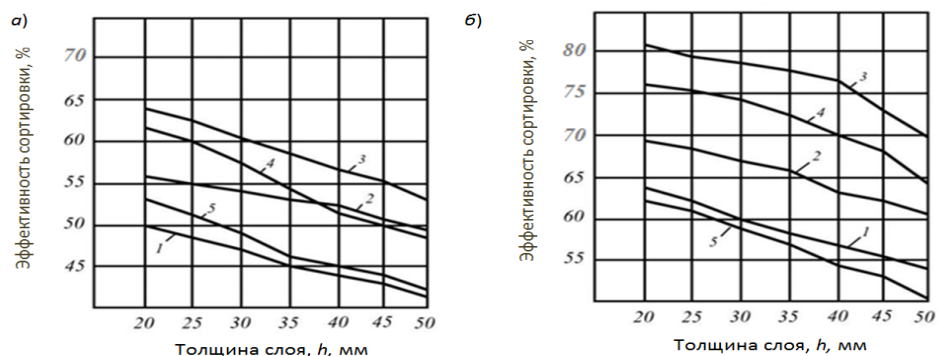 а)
Эффективность сортировки, %
70
65
60
55
50
45
3
4
2
5
1
20 25 30 35 40 45 50
Толщина слоя, h, мм
б)
Эффективность сортировки, %
80
75
70
65
60
55
3
4
2
1
5
20 25 30 35 40 45 50
Толщина слоя, h, мм